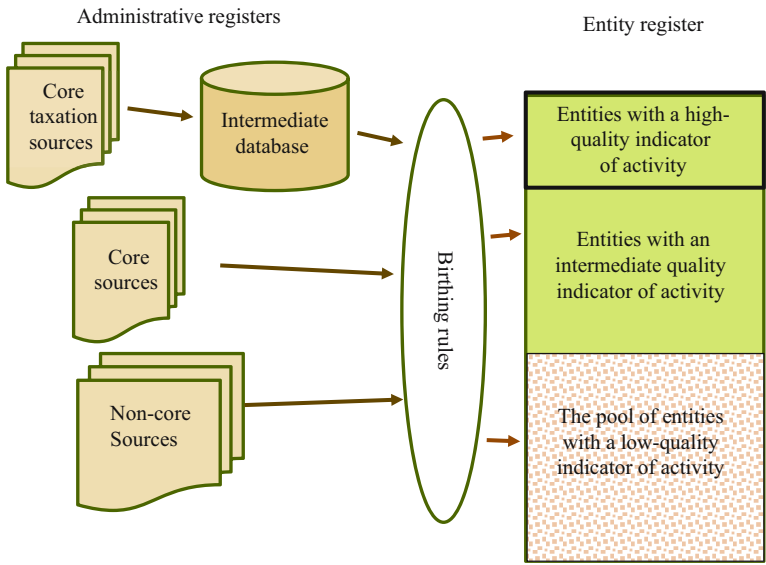 Administrative registers
Entity register
Core
taxation
sources
Intermediate
database
Core
sources
Non-core
Sources
Birthing rules
Entities with a high-
quality indicator
of activity
Entities with an
intermediate quality
indicator of activity
The pool of entities
with a low-quality
indicator of activity